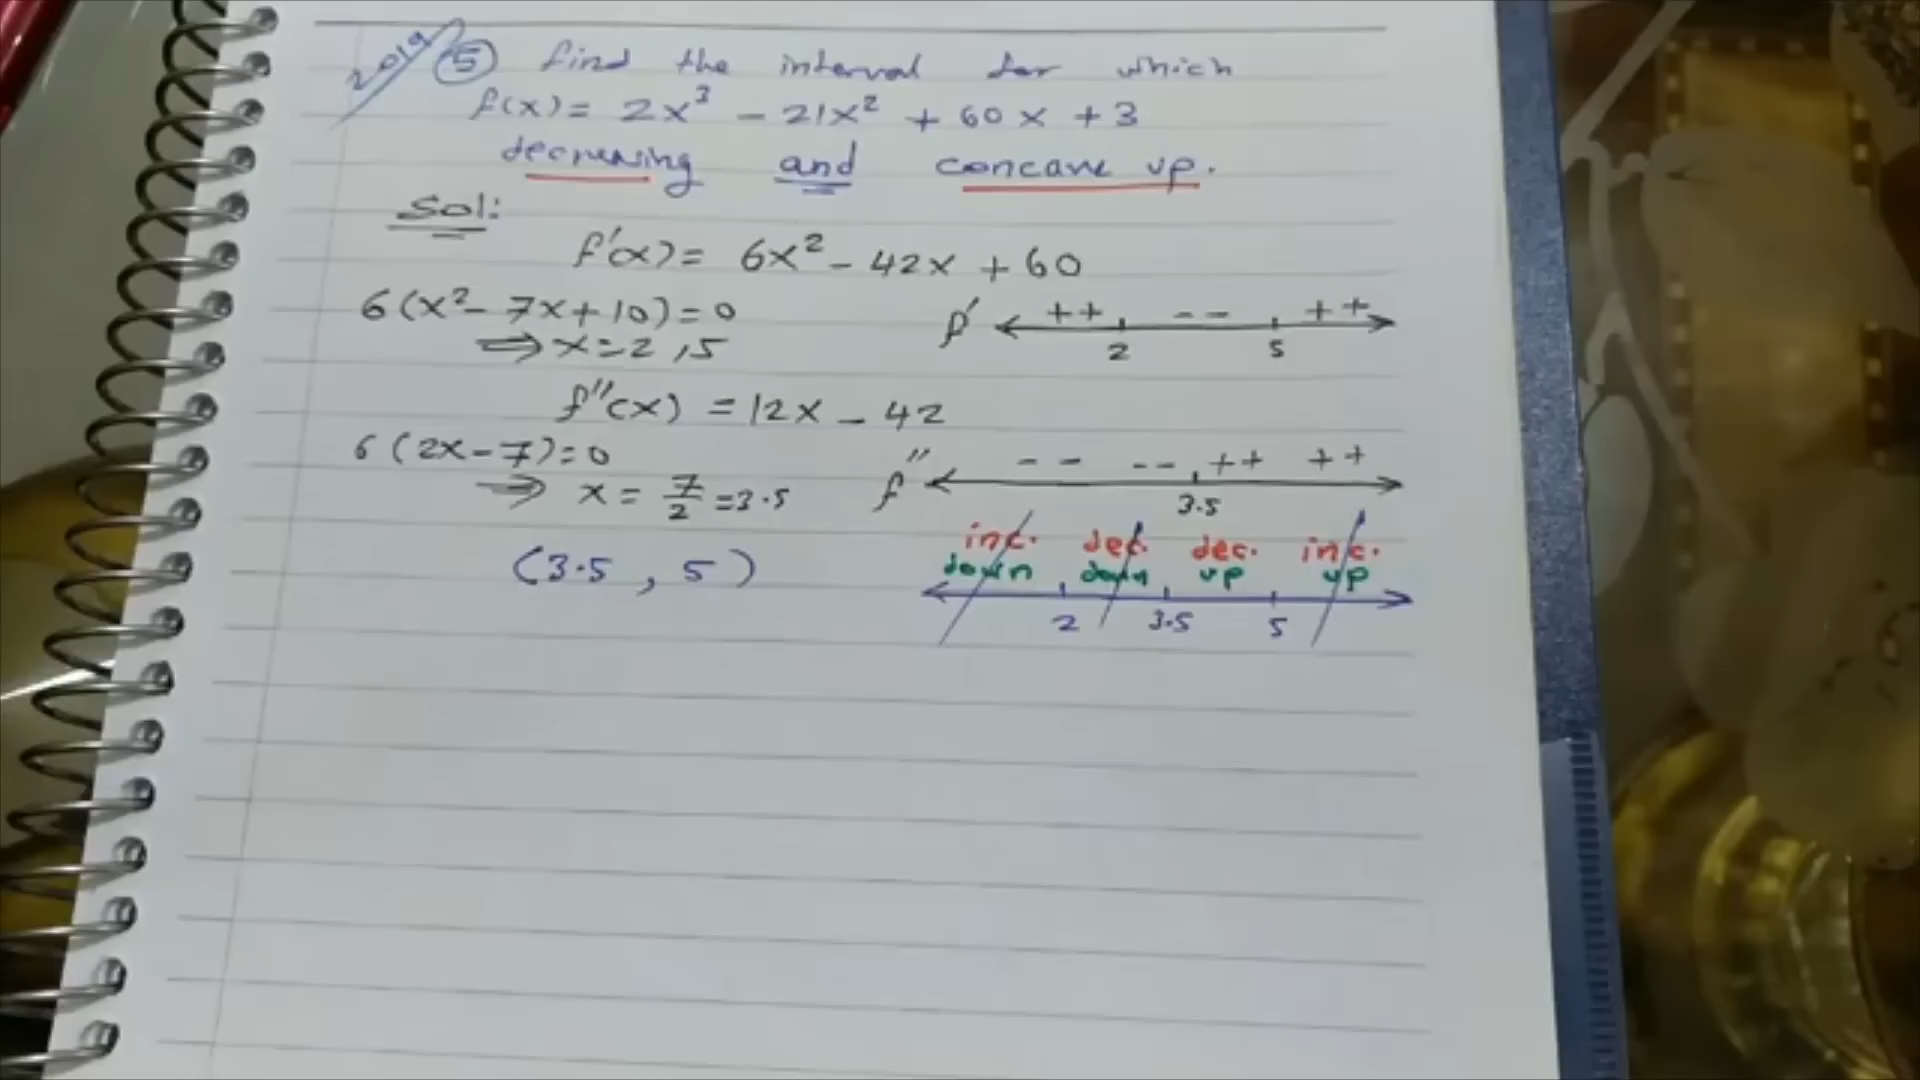 2019 (5) find the interval for which
f(x) = 2x³ - 21x² + 60x + 3
decreasing and concave up.
Sol:
f'(x) = 6x² - 42x + 60
6(x² - 7x + 10) = 0
⇒ x = 2, 5
f' ++ -- ++
2 5
f''(x) = 12x - 42
6(2x - 7) = 0
⇒ x = 7/2 = 3.5
f'' -- -- ++ ++
3.5
(3.5, 5)
inc. dec. dec. inc.
down down up up
2 3.5 5